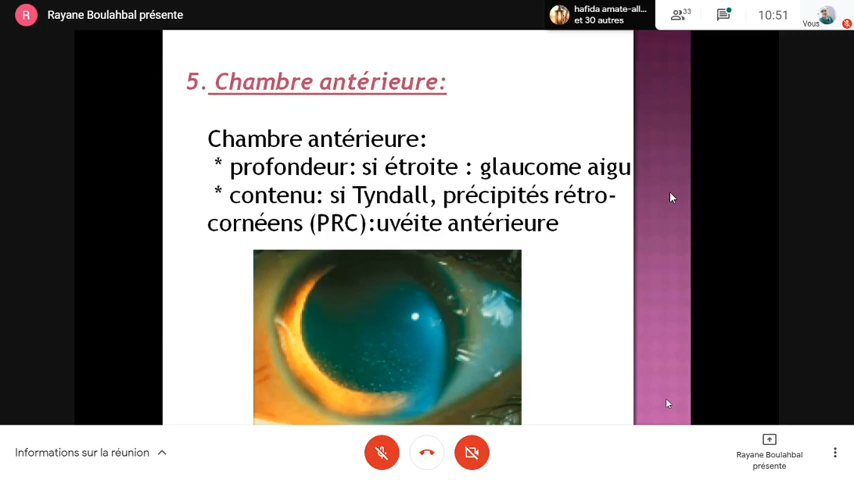 R Rayane Boulahbal présente
hafida amate-all...
et 30 autres
33
10:51
Vous
5. Chambre antérieure:
Chambre antérieure:
* profondeur: si étroite : glaucome aigu
* contenu: si Tyndall, précipités rétro-
cornéens (PRC):uvéite antérieure
Informations sur la réunion
Rayane Boulahbal
présente